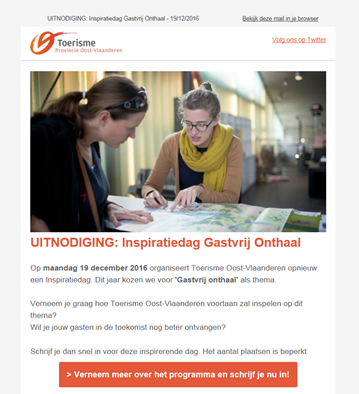 UITNODIGING: Inspiratiedag Gastvrij Onthaal - 19/12/2016
Bekijk deze mail in je browser
Toerisme
Provincie Oost-Vlaanderen
Volg ons op Twitter
UITNODIGING: Inspiratiedag Gastvrij Onthaal
Op maandag 19 december 2016 organiseert Toerisme Oost-Vlaanderen opnieuw
een Inspiratiedag. Dit jaar kozen we voor 'gastvrij onthaal' als thema.
Verneem je graag hoe Toerisme Oost-Vlaanderen voortaan zal inspelen op dit
thema?
Wil je jouw gasten in de toekomst nog beter ontvangen?
Schrijf je dan snel in voor deze inspirerende dag. Het aantal plaatsen is beperkt
> Verneem meer over het programma en schrijf je nu in!